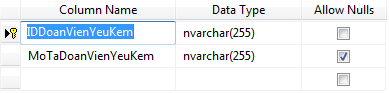 Column Name Data Type Allow Nulls
IDDoanVienYeuKem nvarchar(255)
MoTaDoanVienYeuKem nvarchar(255)